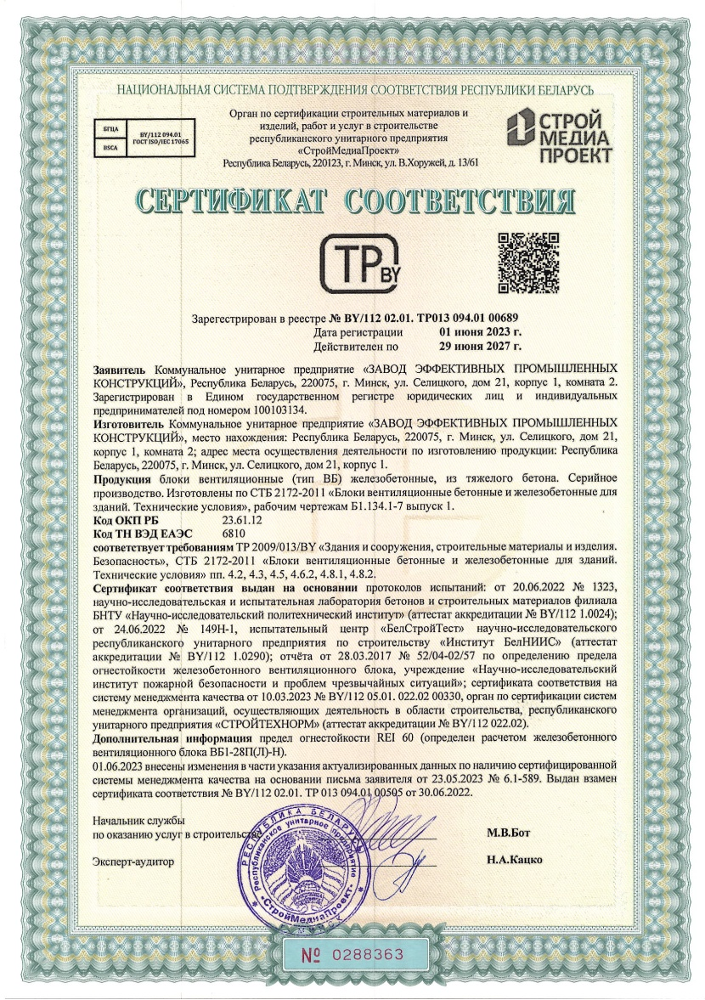 НАЦИОНАЛЬНАЯ СИСТЕМА ПОДТВЕРЖДЕНИЯ СООТВЕТСТВИЯ РЕСПУБЛИКИ БЕЛАРУСЬ
БГЦА
BSCA
BY/112 094.01
ГОСТ ISO/IEC 17065
Орган по сертификации строительных материалов и
изделий, работ и услуг в строительстве
республиканского унитарного предприятия
«СтройМедиаПроект»
Республика Беларусь, 220123, г. Минск, ул. В.Хоружей, д. 13/61
СТРОЙ
МЕДИА
ПРОЕКТ
СЕРТИФИКАТ СООТВЕТСТВИЯ
ТР BY
Зарегестрирован в реестре № BY/112 02.01. ТР013 094.01 00689
Дата регистрации 01 июня 2023 г.
Действителен по 29 июня 2027 г.
Заявитель Коммунальное унитарное предприятие «ЗАВОД ЭФФЕКТИВНЫХ ПРОМЫШЛЕННЫХ
КОНСТРУКЦИЙ», Республика Беларусь, 220075, г. Минск, ул. Селицкого, дом 21, корпус 1, комната 2.
Зарегистрирован в Едином государственном регистре юридических лиц и индивидуальных
предпринимателей под номером 100103134.
Изготовитель Коммунальное унитарное предприятие «ЗАВОД ЭФФЕКТИВНЫХ ПРОМЫШЛЕННЫХ
КОНСТРУКЦИЙ», место нахождения: Республика Беларусь, 220075, г. Минск, ул. Селицкого, дом 21,
корпус 1, комната 2; адрес места осуществления деятельности по изготовлению продукции: Республика
Беларусь, 220075, г. Минск, ул. Селицкого, дом 21, корпус 1.
Продукция блоки вентиляционные (тип ВБ) железобетонные, из тяжелого бетона. Серийное
производство. Изготовлены по СТБ 2172-2011 «Блоки вентиляционные бетонные и железобетонные для
зданий. Технические условия», рабочим чертежам Б1.134.1-7 выпуск 1.
Код ОКП РБ 23.61.12
Код ТН ВЭД ЕАЭС 6810
соответствует требованиям ТР 2009/013/BY «Здания и сооружения, строительные материалы и изделия.
Безопасность», СТБ 2172-2011 «Блоки вентиляционные бетонные и железобетонные для зданий.
Технические условия» пп. 4.2, 4.3, 4.5, 4.6.2, 4.8.1, 4.8.2.
Сертификат соответствия выдан на основании протоколов испытаний: от 20.06.2022 № 1323,
научно-исследовательская и испытательная лаборатория бетонов и строительных материалов филиала
БНТУ «Научно-исследовательский политехнический институт» (аттестат аккредитации № BY/112 1.0024);
от 24.06.2022 № 149Н-1, испытательный центр «БелСтройТест» научно-исследовательского
республиканского унитарного предприятия по строительству «Институт БелНИИС» (аттестат
аккредитации № BY/112 1.0290); отчёта от 28.03.2017 № 52/04-02/57 по определению предела
огнестойкости железобетонного вентиляционного блока, учреждение «Научно-исследовательский
институт пожарной безопасности и проблем чрезвычайных ситуаций»; сертификата соответствия на
систему менеджмента качества от 10.03.2023 № BY/112 05.01. 022.02 00330, орган по сертификации систем
менеджмента организаций, осуществляющих деятельность в области строительства, республиканского
унитарного предприятия «СТРОЙТЕХНОРМ» (аттестат аккредитации № BY/112 022.02).
Дополнительная информация предел огнестойкости REI 60 (определен расчетом железобетонного
вентиляционного блока ВБ1-28П(Л)-Н).
01.06.2023 внесены изменения в части указания актуализированных данных по наличию сертифицированной
системы менеджмента качества на основании письма заявителя от 23.05.2023 № 6.1-589. Выдан взамен
сертификата соответствия № BY/112 02.01. ТР 013 094.01 00505 от 30.06.2022.
Начальник службы
по оказанию услуг в строительстве М.В.Бот
Эксперт-аудитор Н.А.Кацко
РЕСПУБЛИКА БЕЛАРУСЬ
Республиканское унитарное предприятие
«СтройМедиаПроект»
г. МИНСК
№ 0288363